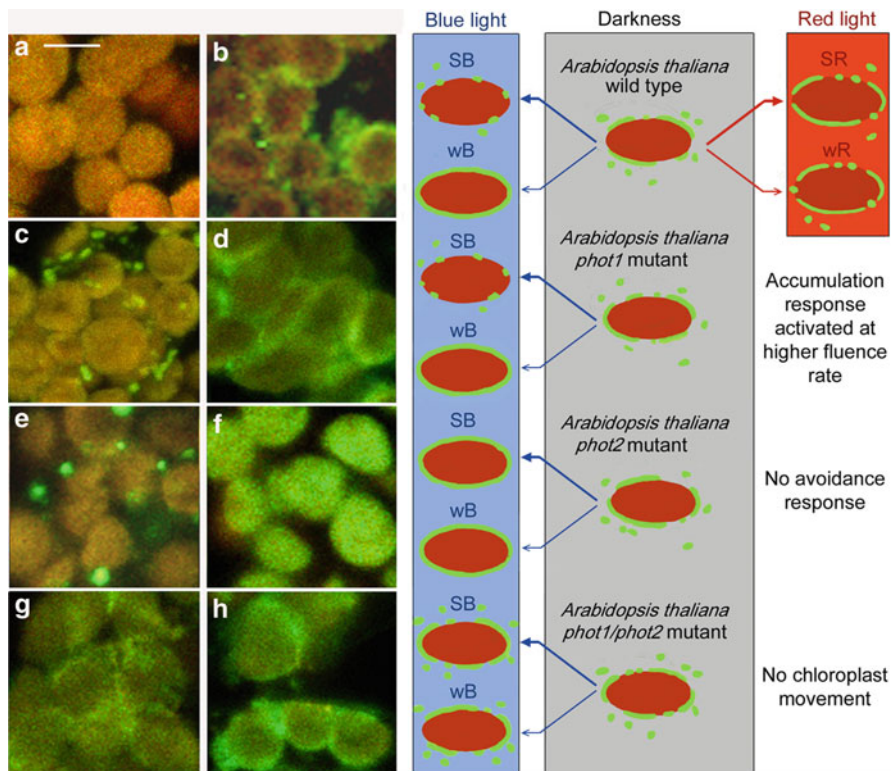 a
b
c
d
e
f
g
h
Blue light
Darkness
Red light
SB
wB
Arabidopsis thaliana
wild type
SR
wR
SB
wB
Arabidopsis thaliana
phot1 mutant
Accumulation
response
activated at
higher fluence
rate
SB
wB
Arabidopsis thaliana
phot2 mutant
No avoidance
response
SB
wB
Arabidopsis thaliana
phot1/phot2 mutant
No chloroplast
movement